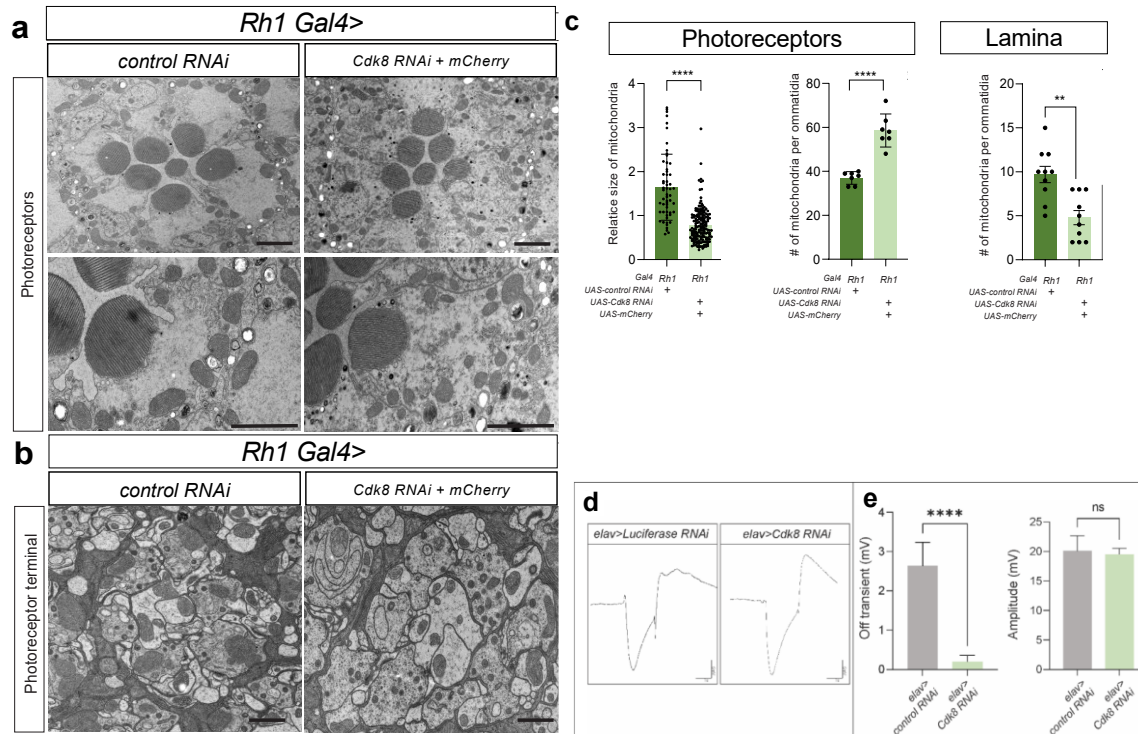 a
Rh1 Gal4>
control RNAi
Cdk8 RNAi + mCherry
Photoreceptors
b
Rh1 Gal4>
control RNAi
Cdk8 RNAi + mCherry
Photoreceptor terminal
c
Photoreceptors
Lamina
Relatice size of mitochondria
4
3
2
1
0
****
Gal4 Rh1 Rh1
UAS-control RNAi +
UAS-Cdk8 RNAi +
UAS-mCherry +
# of mitochondria per ommatidia
80
60
40
20
0
****
Gal4 Rh1 Rh1
UAS-control RNAi +
UAS-Cdk8 RNAi +
UAS-mCherry +
# of mitochondria per ommatidia
20
15
10
5
0
**
Gal4 Rh1 Rh1
UAS-control RNAi +
UAS-Cdk8 RNAi +
UAS-mCherry +
d
elav>Luciferase RNAi
elav>Cdk8 RNAi
e
Off transient (mV)
4
3
2
1
0
****
elav>
control RNAi
elav>
Cdk8 RNAi
Amplitude (mV)
25
20
15
10
5
0
ns
elav>
control RNAi
elav>
Cdk8 RNAi